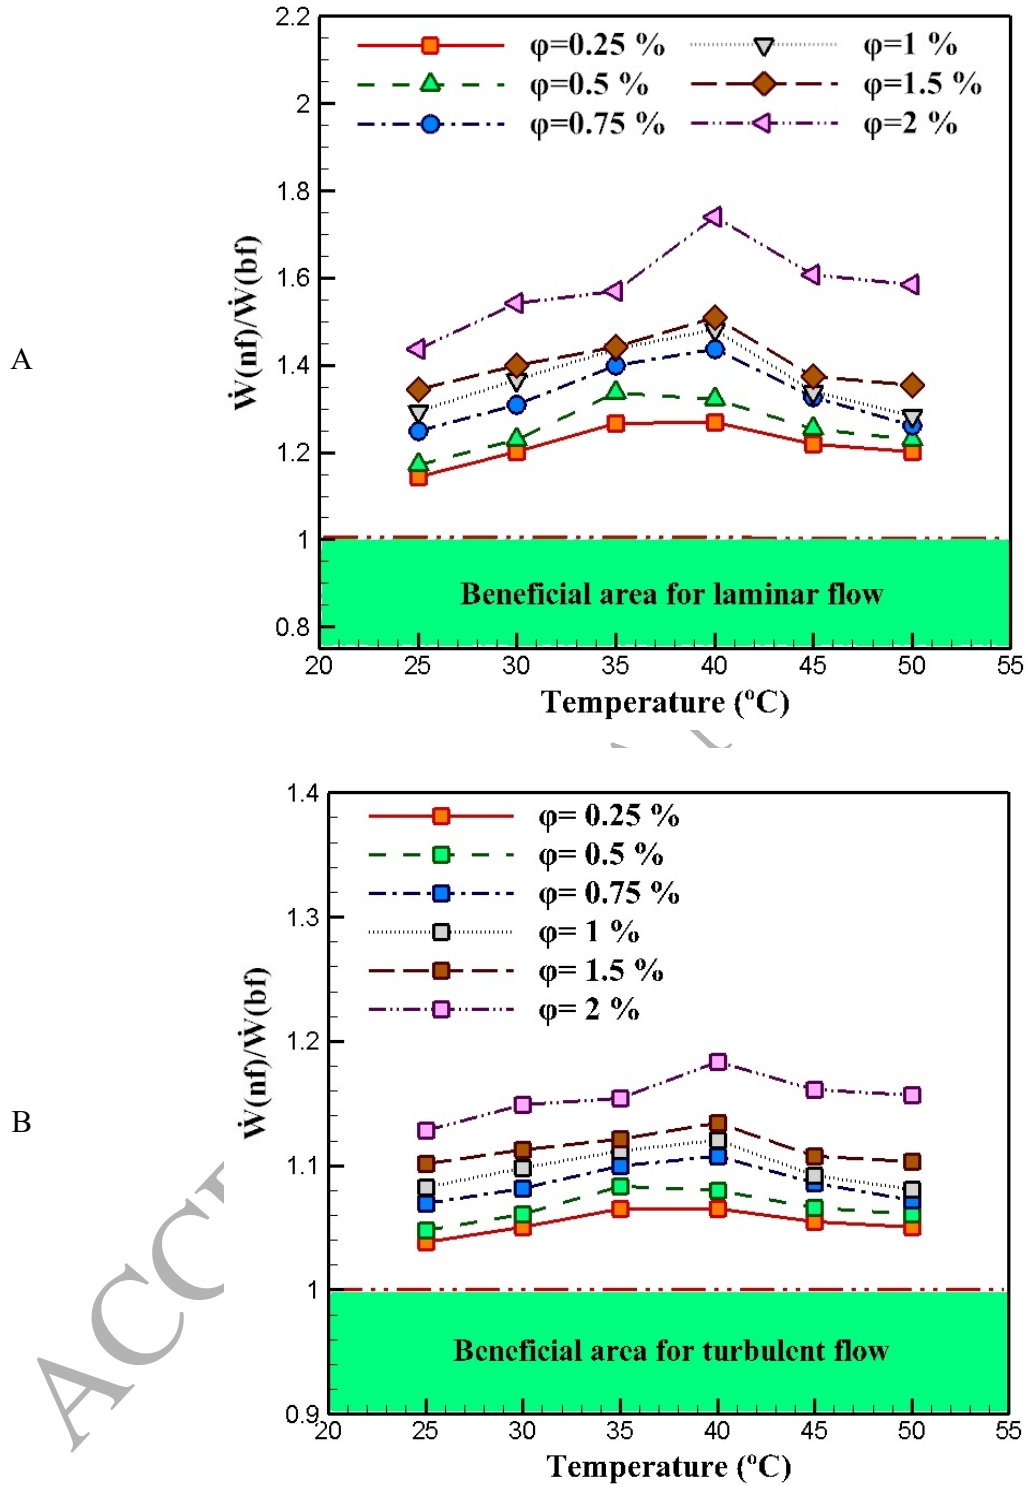 2.2
φ=0.25 %
φ=1 %
φ=0.5 %
φ=1.5 %
φ=0.75 %
φ=2 %
2
1.8
1.6
1.4
1.2
1
0.8
Ẇ(nf)/Ẇ(bf)
A
Beneficial area for laminar flow
20 25 30 35 40 45 50 55
Temperature (ºC)
1.4
φ= 0.25 %
φ= 0.5 %
φ= 0.75 %
φ= 1 %
φ= 1.5 %
φ= 2 %
1.3
1.2
1.1
1
0.9
Ẇ(nf)/Ẇ(bf)
B
Beneficial area for turbulent flow
20 25 30 35 40 45 50 55
Temperature (ºC)